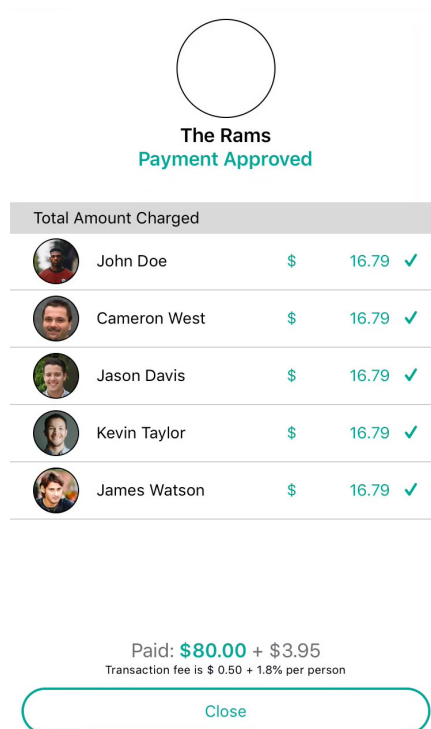 The Rams
Payment Approved
Total Amount Charged
John Doe $ 16.79 ✓
Cameron West $ 16.79 ✓
Jason Davis $ 16.79 ✓
Kevin Taylor $ 16.79 ✓
James Watson $ 16.79 ✓
Paid: $80.00 + $3.95
Transaction fee is $ 0.50 + 1.8% per person
Close